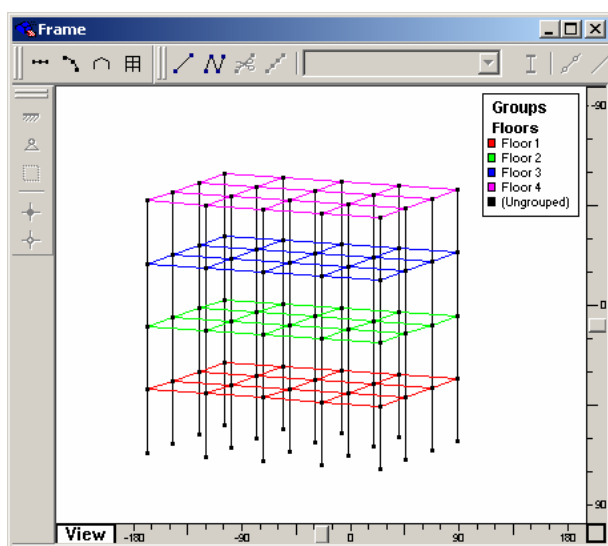 Frame
Groups
Floors
Floor 1
Floor 2
Floor 3
Floor 4
(Ungrouped)
-90
0
-90
View
-180
-90
0
90
180